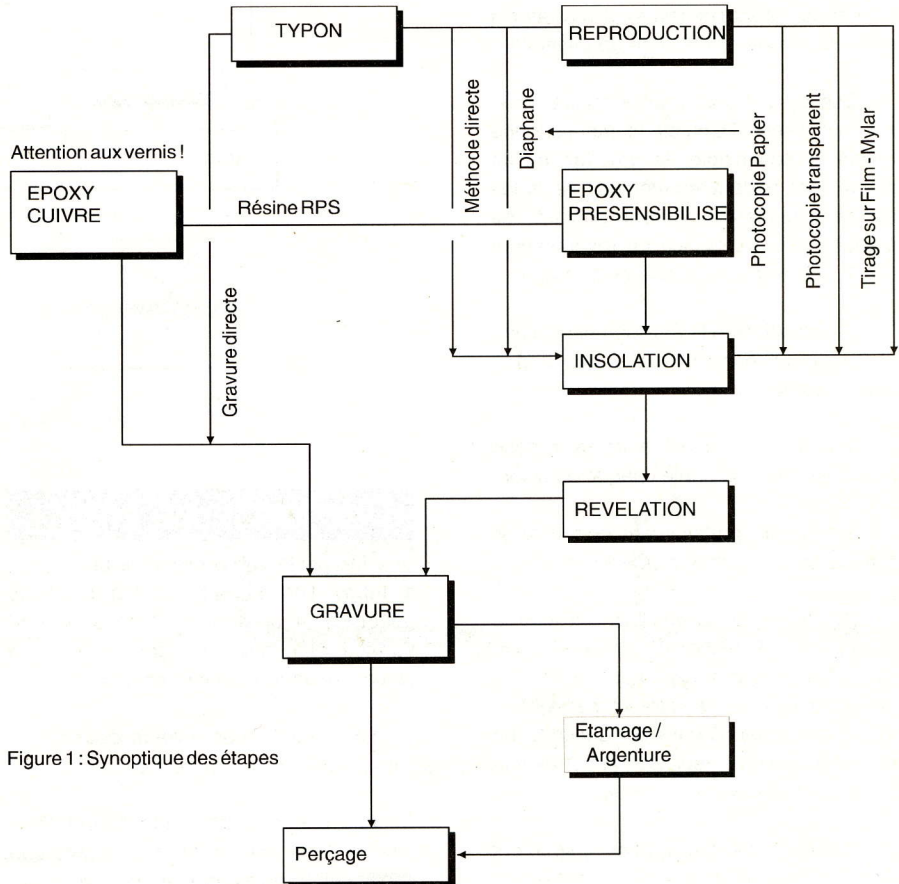 TYPON
REPRODUCTION
Méthode directe
Diaphane
Photocopie Papier
Photocopie transparent
Tirage sur Film - Mylar
Attention aux vernis !
EPOXY
CUIVRE
Résine RPS
EPOXY
PRESENSIBILISE
Gravure directe
INSOLATION
REVELATION
GRAVURE
Etamage /
Argenture
Figure 1 : Synoptique des étapes
Perçage